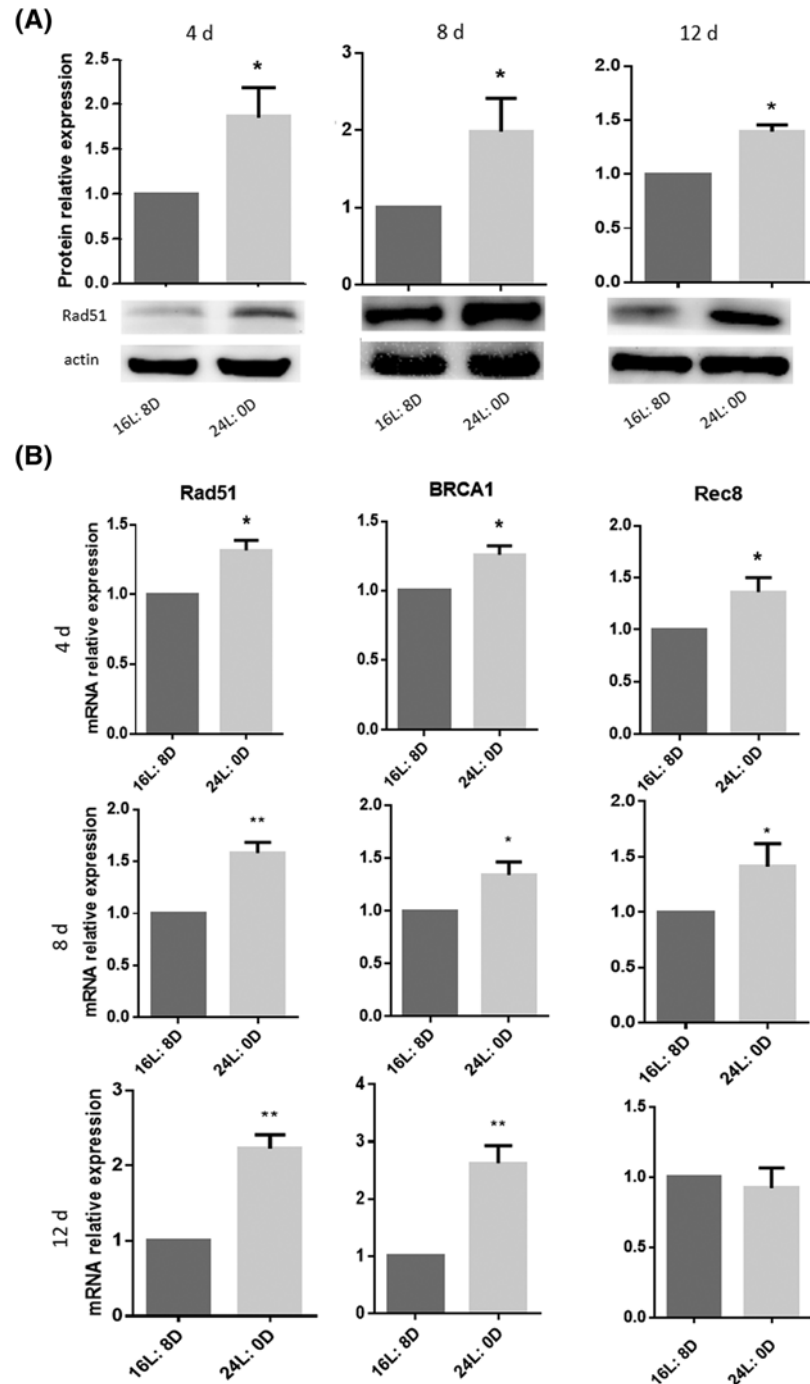 (A)
4 d
8 d
12 d
Protein relative expression
2.5
2.0
1.5
1.0
0.5
0.0
*
3
2
1
0
*
2.0
1.5
1.0
0.5
0.0
*
Rad51
actin
16L: 8D
24L: 0D
16L: 8D
24L: 0D
16L: 8D
24L: 0D
(B)
Rad51
BRCA1
Rec8
4 d
mRNA relative expression
1.5
1.0
0.5
0.0
*
16L: 8D
24L: 0D
1.5
1.0
0.5
0.0
*
16L: 8D
24L: 0D
2.0
1.5
1.0
0.5
0.0
*
16L: 8D
24L: 0D
8 d
mRNA relative expression
2.0
1.5
1.0
0.5
0.0
**
16L: 8D
24L: 0D
2.0
1.5
1.0
0.5
0.0
*
16L: 8D
24L: 0D
2.0
1.5
1.0
0.5
0.0
*
16L: 8D
24L: 0D
12 d
mRNA relative expression
3
2
1
0
**
16L: 8D
24L: 0D
4
3
2
1
0
**
16L: 8D
24L: 0D
1.5
1.0
0.5
0.0
16L: 8D
24L: 0D